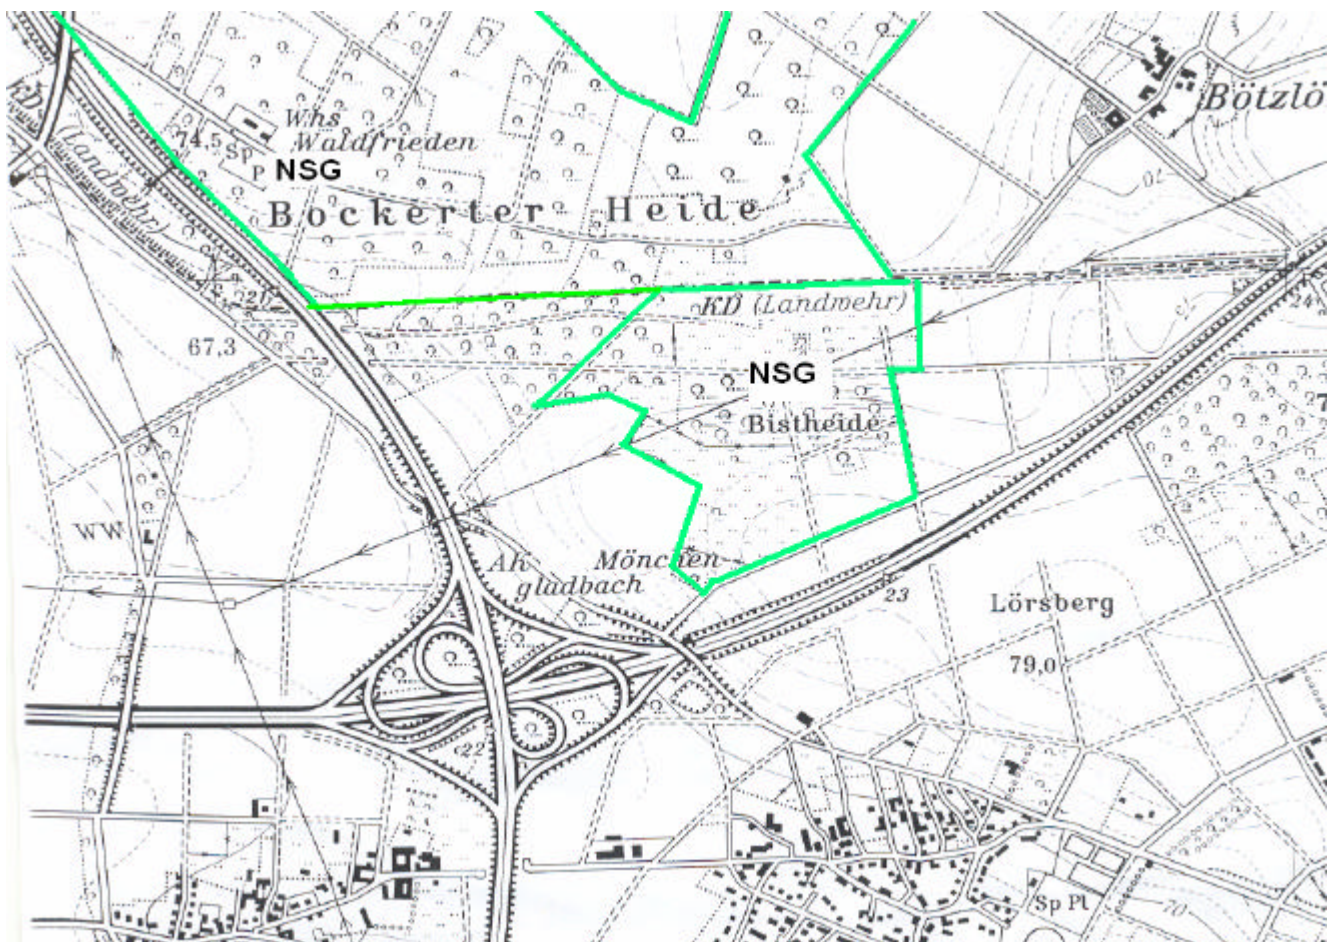 KD
(Landwehr)
74,5
Sp
P
Whs
Waldfrieden
NSG
Bockerter Heide
Bötzlö
70
KD (Landwehr)
67,3
24
NSG
Bistheide
WW
AK Mönchen-
gladbach
23
Lörsberg
79,0
22
Sp Pl
70